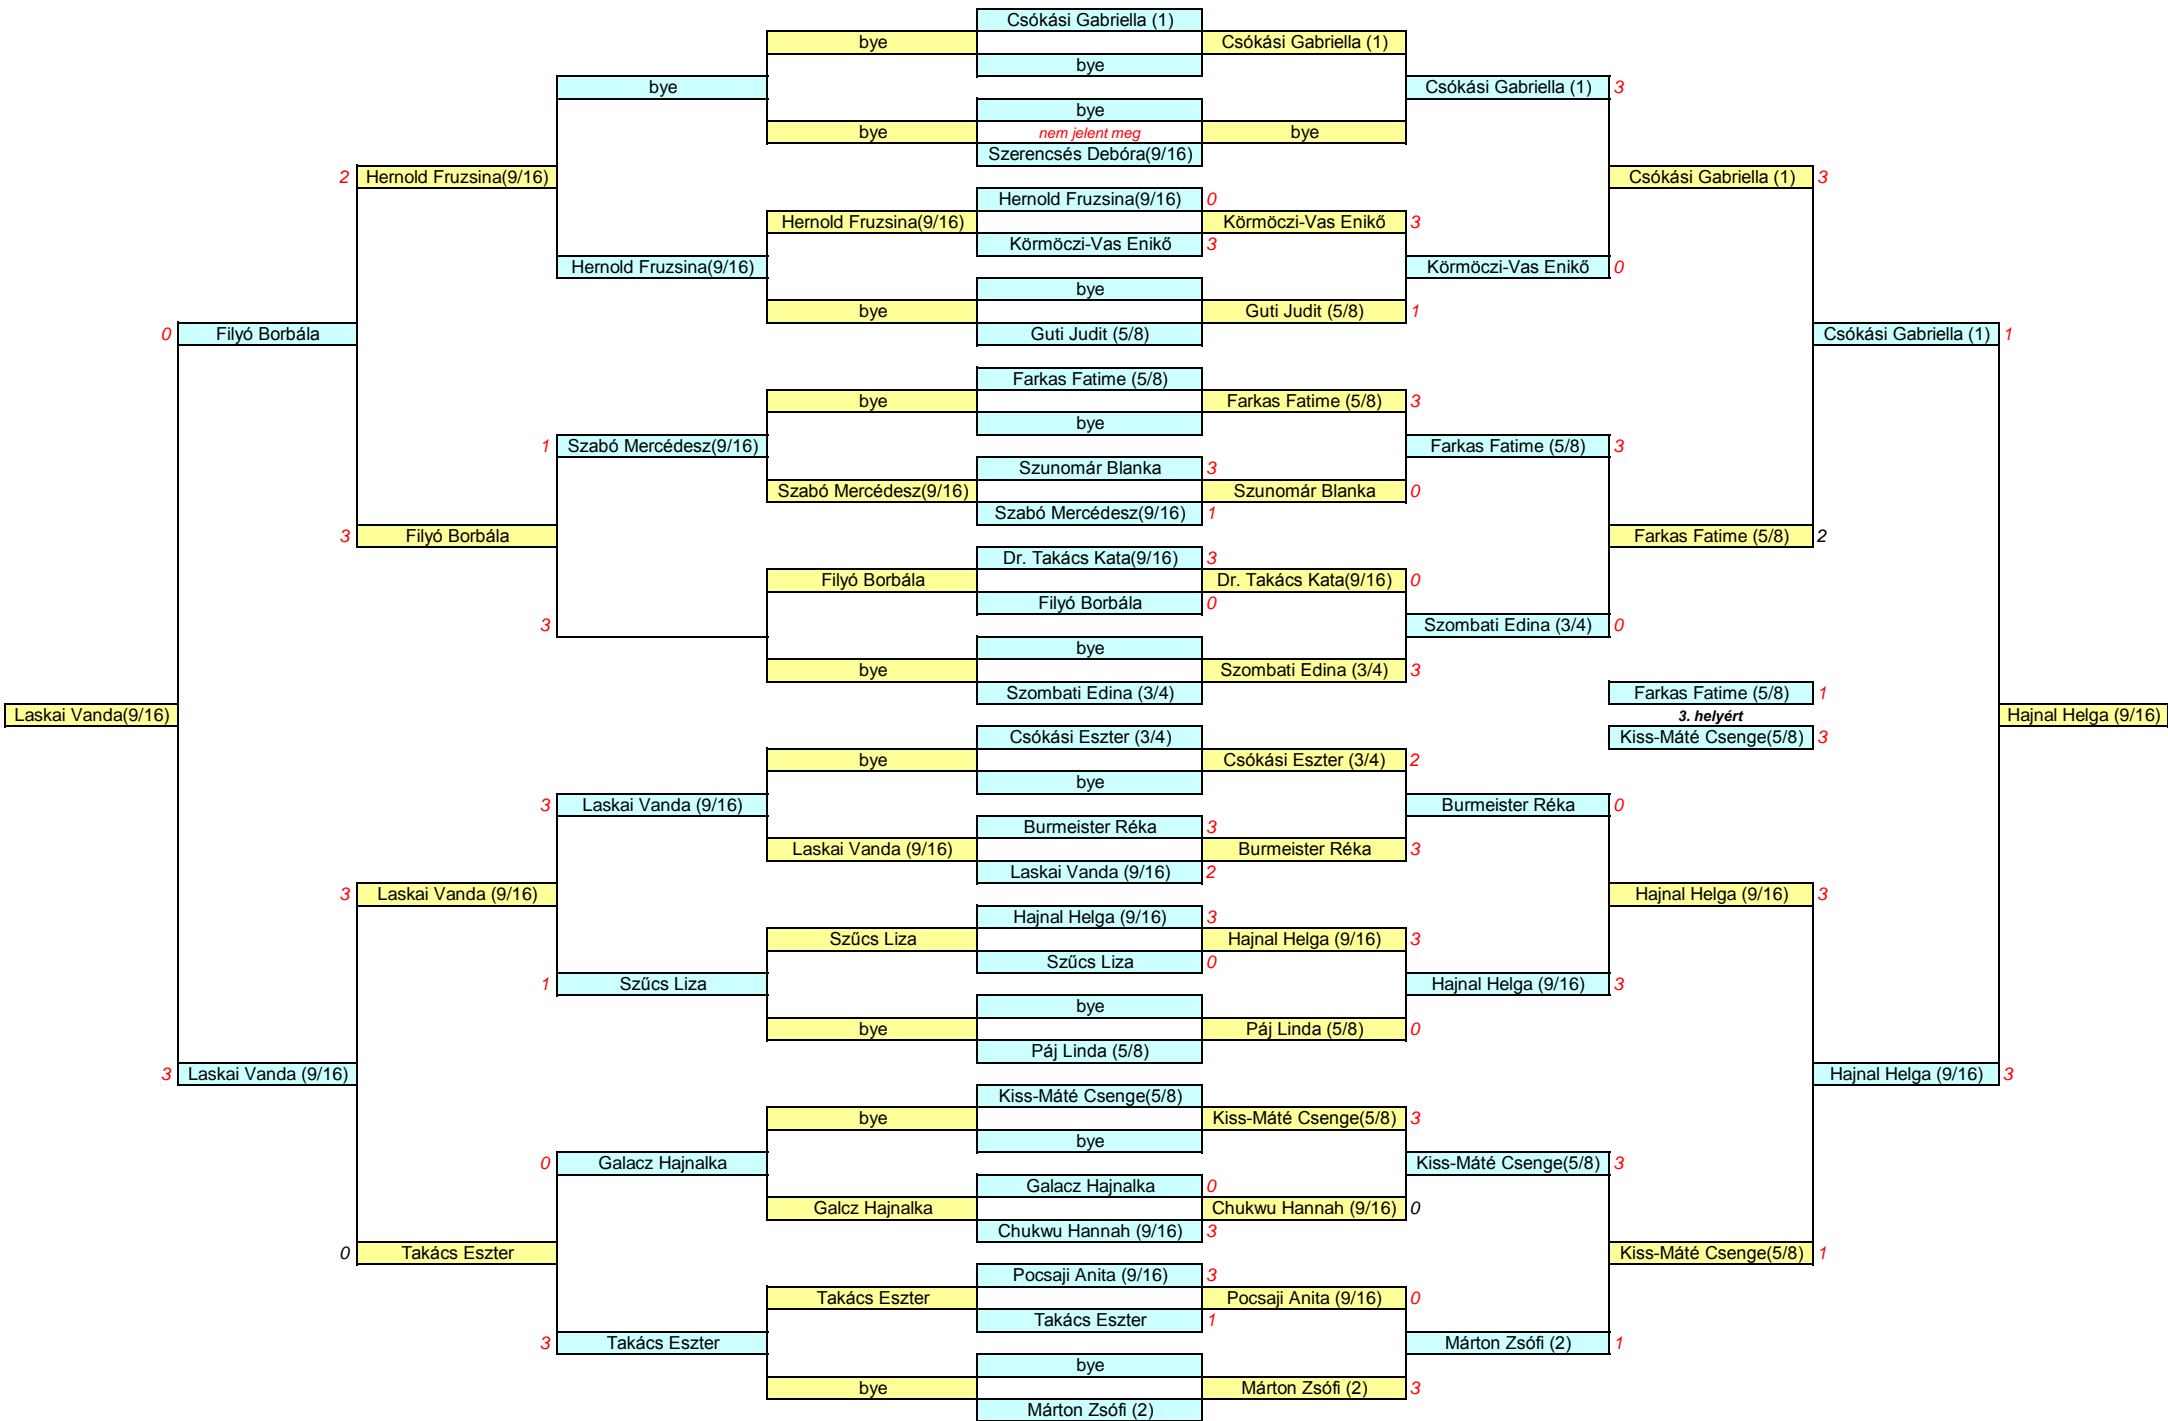 Csókási Gabriella (1)
bye Csókási Gabriella (1)
bye
bye Csókási Gabriella (1) 3
bye
bye nem jelent meg bye
Szerencsés Debóra(9/16)
2 Hernold Fruzsina(9/16) Csókási Gabriella (1) 3
Hernold Fruzsina(9/16) 0
Hernold Fruzsina(9/16) Körmöczi-Vas Enikő 3
Körmöczi-Vas Enikő 3
Hernold Fruzsina(9/16) Körmöczi-Vas Enikő 0
bye
bye Guti Judit (5/8) 1
0 Filyó Borbála Guti Judit (5/8) Csókási Gabriella (1) 1
Farkas Fatime (5/8)
bye Farkas Fatime (5/8) 3
bye
1 Szabó Mercédesz(9/16) Farkas Fatime (5/8) 3
Szunomár Blanka 3
Szabó Mercédesz(9/16) Szunomár Blanka 0
Szabó Mercédesz(9/16) 1
3 Filyó Borbála Farkas Fatime (5/8) 2
Dr. Takács Kata(9/16) 3
Filyó Borbála Dr. Takács Kata(9/16) 0
Filyó Borbála 0
3 Szombati Edina (3/4) 0
bye
bye Szombati Edina (3/4) 3
Szombati Edina (3/4) Farkas Fatime (5/8) 1
Laskai Vanda(9/16) 3. helyért Hajnal Helga (9/16)
Csókási Eszter (3/4) Kiss-Máté Csenge(5/8) 3
bye Csókási Eszter (3/4) 2
bye
3 Laskai Vanda (9/16) Burmeister Réka 0
Burmeister Réka 3
Laskai Vanda (9/16) Burmeister Réka 3
Laskai Vanda (9/16) 2
3 Laskai Vanda (9/16) Hajnal Helga (9/16) 3
Hajnal Helga (9/16) 3
Szűcs Liza Hajnal Helga (9/16) 3
Szűcs Liza 0
1 Szűcs Liza Hajnal Helga (9/16) 3
bye
bye Páj Linda (5/8) 0
Páj Linda (5/8)
3 Laskai Vanda (9/16) Hajnal Helga (9/16) 3
Kiss-Máté Csenge(5/8)
bye Kiss-Máté Csenge(5/8) 3
bye
0 Galacz Hajnalka Kiss-Máté Csenge(5/8) 3
Galacz Hajnalka 0
Galcz Hajnalka Chukwu Hannah (9/16) 0
Chukwu Hannah (9/16) 3
0 Takács Eszter Kiss-Máté Csenge(5/8) 1
Pocsaji Anita (9/16) 3
Takács Eszter Pocsaji Anita (9/16) 0
Takács Eszter 1
3 Takács Eszter Márton Zsófi (2) 1
bye
bye Márton Zsófi (2) 3
Márton Zsófi (2)